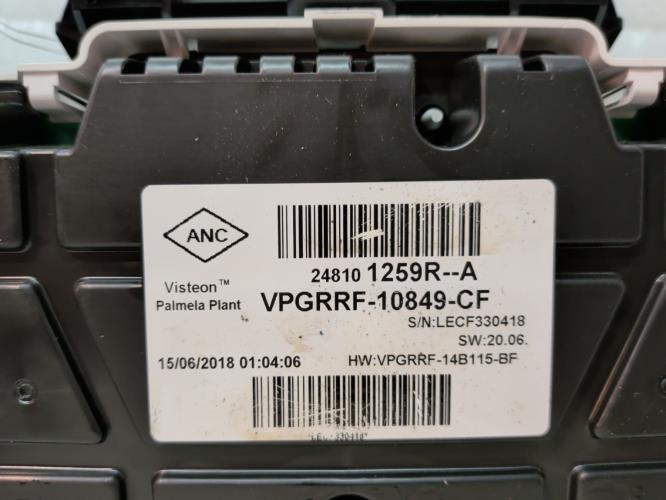 ANC
24810 1259R--A
Visteon™
Palmela Plant
VPGRRF-10849-CF
S/N:LECF330418
SW:20.06.
15/06/2018 01:04:06
HW:VPGRRF-14B115-BF